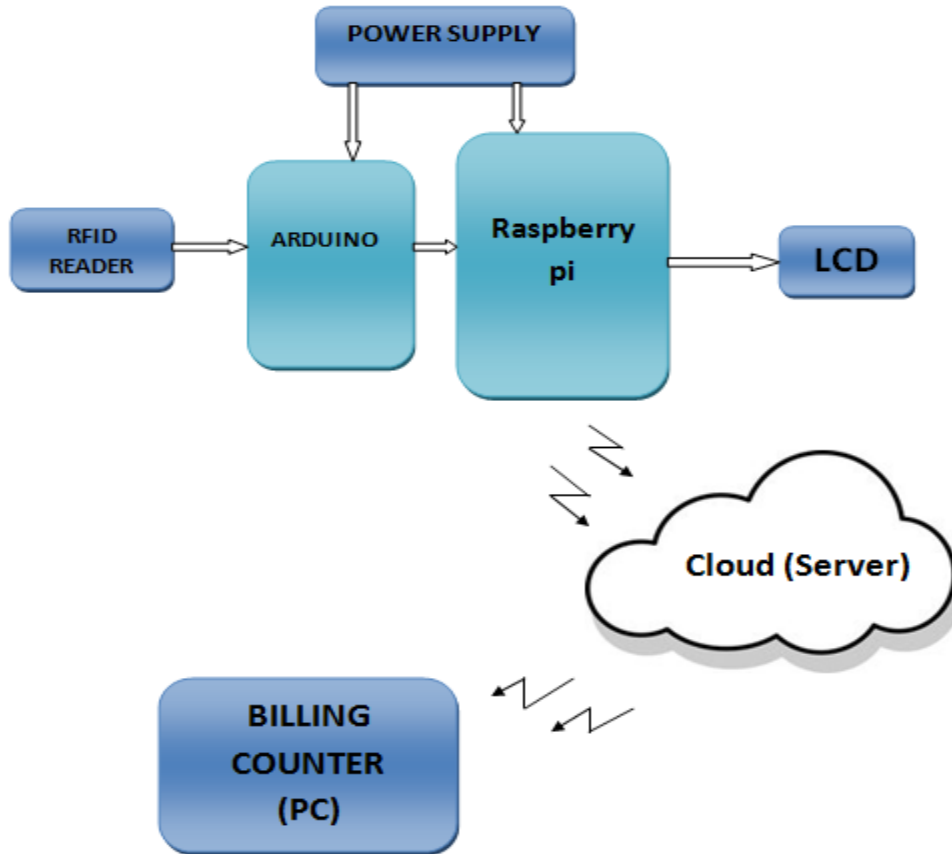 POWER SUPPLY
RFID
READER
ARDUINO
Raspberry
pi
LCD
Cloud (Server)
BILLING
COUNTER
(PC)